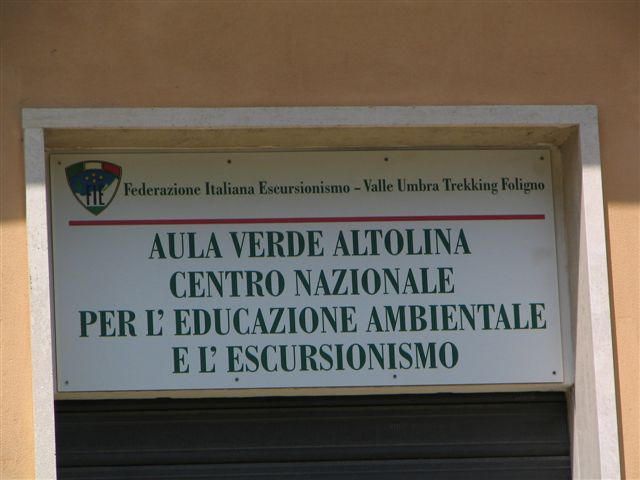 FIE
Federazione Italiana Escursionismo – Valle Umbra Trekking Foligno
AULA VERDE ALTOLINA
CENTRO NAZIONALE
PER L' EDUCAZIONE AMBIENTALE
E L' ESCURSIONISMO